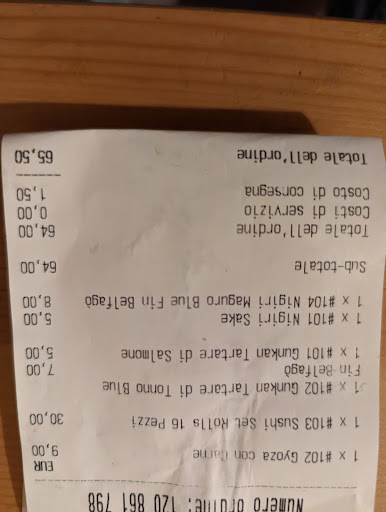 Numero ordine: 120 861 798
EUR
1 x #102 Gyoza con Carne 9,00
1 x #103 Sushi Set Rolls 16 Pezzi 30,00
1 x #102 Gunkan Tartare di Tonno Blue
Fin Belfagò 7,00
1 x #101 Gunkan Tartare di Salmone 5,00
1 x #101 Nigiri Sake 5,00
1 x #104 Nigiri Maguro Blue Fin Belfagò 8,00
Sub-totale 64,00
Totale dell'ordine 64,00
Costi di servizio 0,00
Costo di consegna 1,50
Totale dell'ordine 65,50